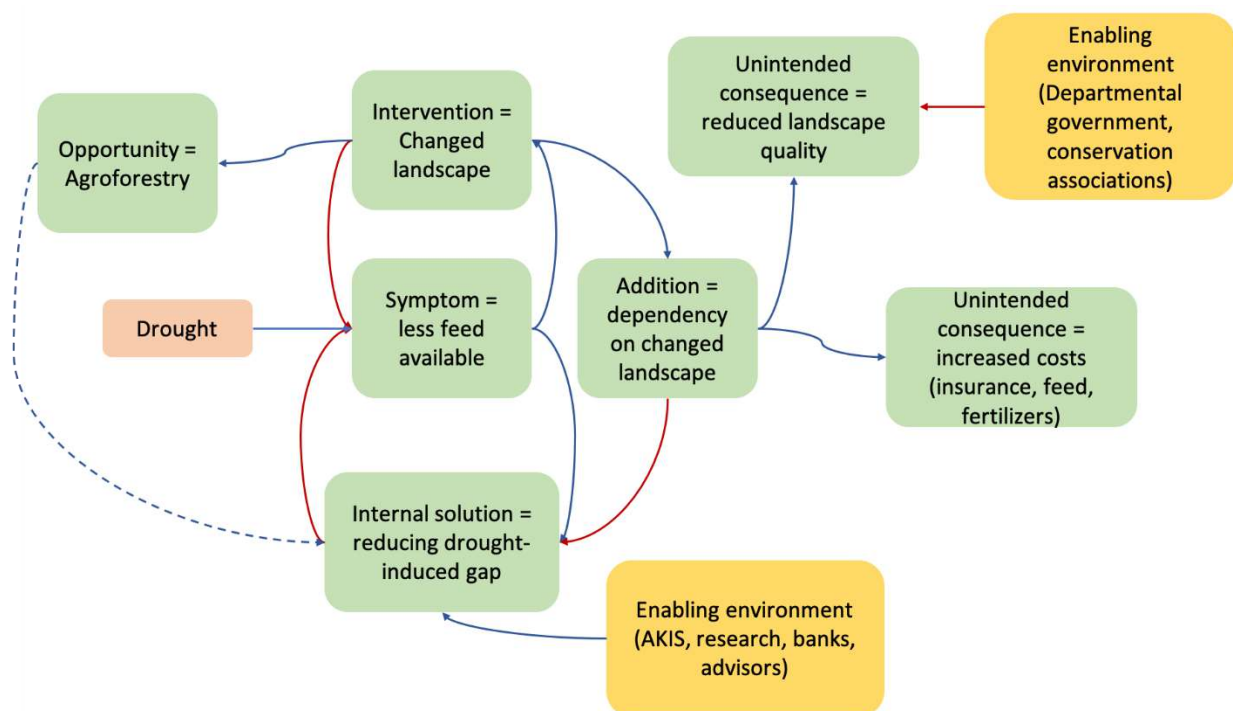 Opportunity =
Agroforestry
Intervention =
Changed
landscape
Unintended
consequence =
reduced landscape
quality
Enabling
environment
(Departmental
government,
conservation
associations)
Drought
Symptom =
less feed
available
Addition =
dependency
on changed
landscape
Unintended
consequence =
increased costs
(insurance, feed,
fertilizers)
Internal solution =
reducing drought-
induced gap
Enabling environment
(AKIS, research, banks,
advisors)